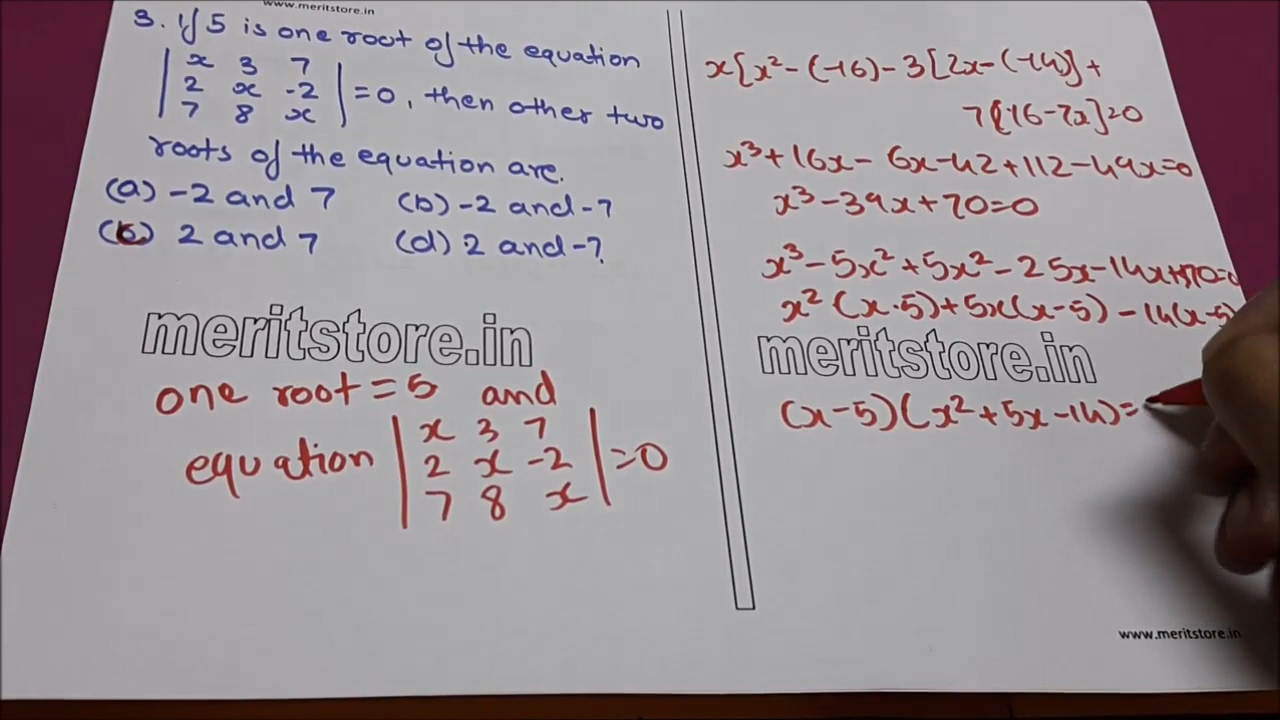 www.meritstore.in
3. If 5 is one root of the equation
| x 3 7 |
| 2 x -2 | =0, then other two
| 7 8 x |
roots of the equation are.
(a) -2 and 7 (b) -2 and -7
(c) 2 and 7 (d) 2 and -7
meritstore.in
one root = 5 and
equation | x 3 7 |
| 2 x -2 | =0
| 7 8 x |
x[x²-(-16)-3[2x-(-14)]+
7[16-7x]=0
x³+16x-6x-42+112-49x=0
x³-39x+70=0
x³-5x²+5x²-25x-14x+70=0
x²(x-5)+5x(x-5)-14(x-5)
meritstore.in
(x-5)(x²+5x-14)=
www.meritstore.in